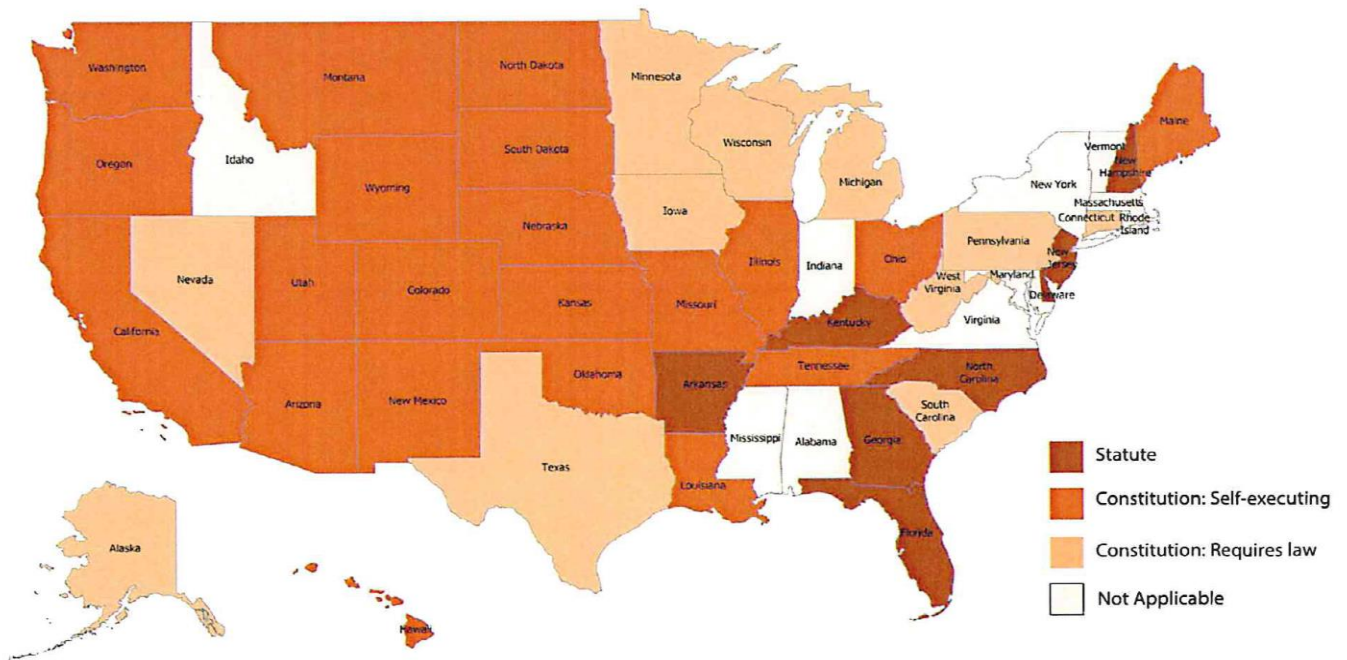 Washington
Montana
North Dakota
Minnesota
Maine
Oregon
Idaho
South Dakota
Wisconsin
Vermont
New
Hampshire
Wyoming
Michigan
New York
Massachusetts
Iowa
Connecticut
Rhode
Island
Nebraska
Pennsylvania
Nevada
Utah
Colorado
Illinois
Indiana
Ohio
New
Jersey
Maryland
Delaware
West
Virginia
California
Kansas
Missouri
Kentucky
Virginia
Arizona
New Mexico
Oklahoma
Arkansas
Tennessee
North
Carolina
South
Carolina
Mississippi
Alabama
Georgia
Texas
Louisiana
Florida
Alaska
Hawaii
Statute
Constitution: Self-executing
Constitution: Requires law
Not Applicable